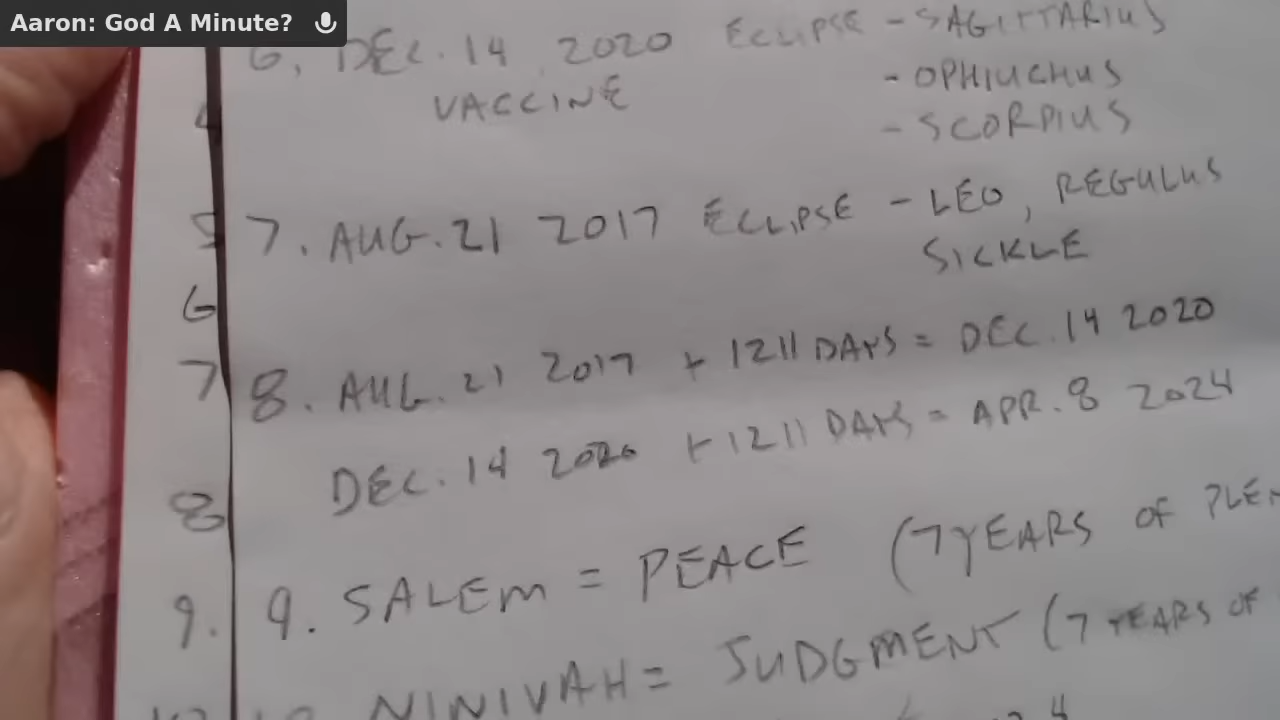 Aaron: God A Minute?
6. DEC. 14 2020 ECLIPSE - SAGITTARIUS
VACCINE - OPHIUCHUS
4 - SCORPIUS
5 7. AUG. 21 2017 ECLIPSE - LEO, REGULUS
SICKLE
6
7 8. AUG. 21 2017 + 1211 DAYS = DEC. 14 2020
8 DEC. 14 2020 + 1211 DAYS = APR. 8 2024
9. 9. SALEM = PEACE (7 YEARS OF
NINIVAH = JUDGMENT (7 YEARS OF